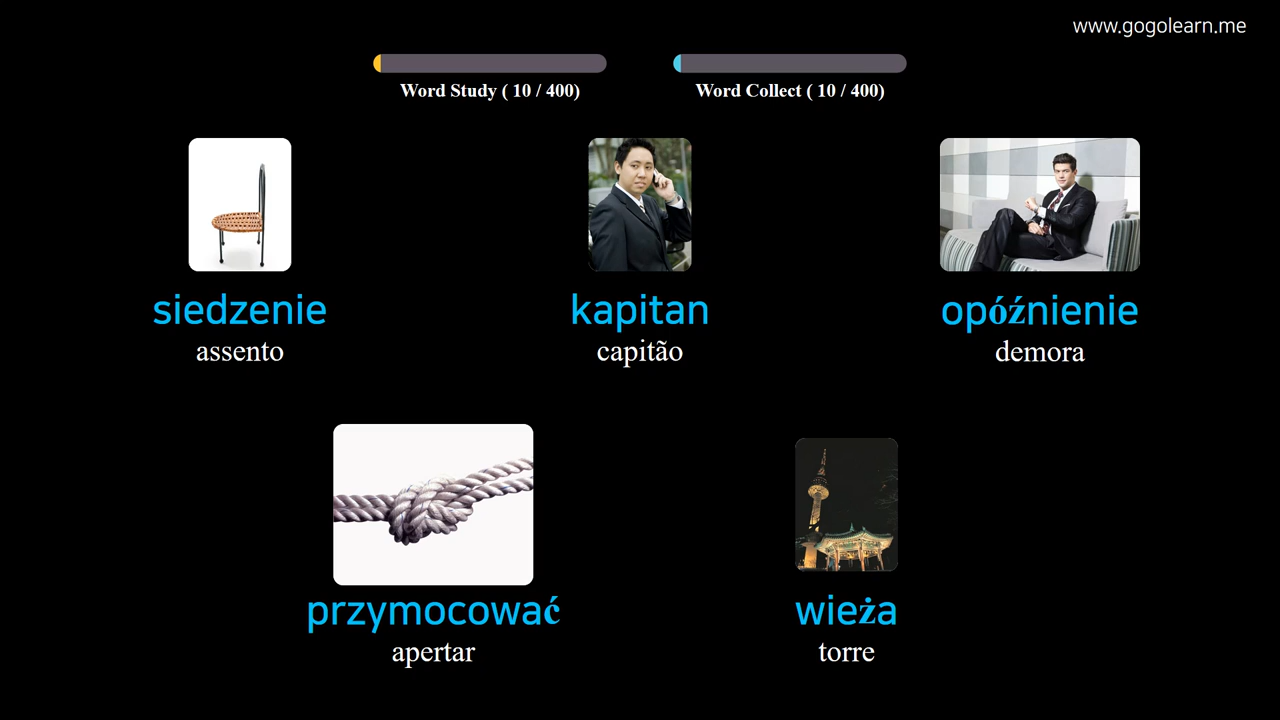 www.gogolearn.me
Word Study ( 10 / 400)
Word Collect ( 10 / 400)
siedzenie
assento
kapitan
capitão
opóźnienie
demora
przymocować
apertar
wieża
torre